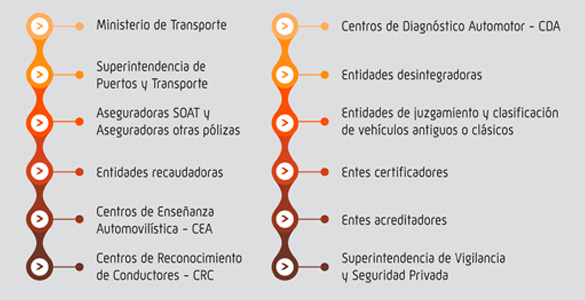 Ministerio de Transporte
Superintendencia de
Puertos y Transporte
Aseguradoras SOAT y
Aseguradoras otras pólizas
Entidades recaudadoras
Centros de Enseñanza
Automovilística - CEA
Centros de Reconocimiento
de Conductores - CRC
Centros de Diagnóstico Automotor - CDA
Entidades desintegradoras
Entidades de juzgamiento y clasificación
de vehículos antiguos o clásicos
Entes certificadores
Entes acreditadores
Superintendencia de Vigilancia
y Seguridad Privada